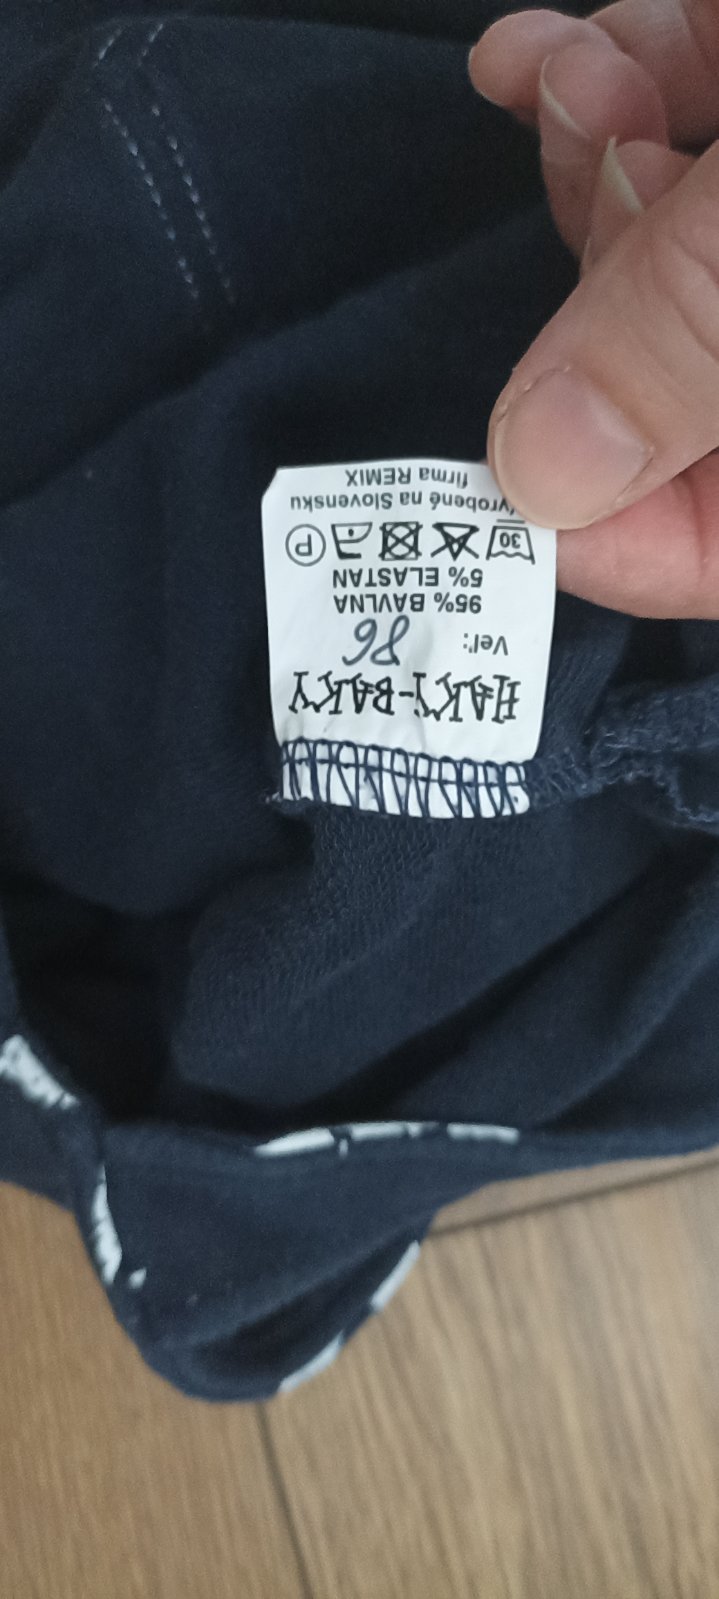 HAKY-BAKY
Veľ.: 86
95% BAVLNA
5% ELASTAN
30 P
Vyrobené na Slovensku
firma REMIX